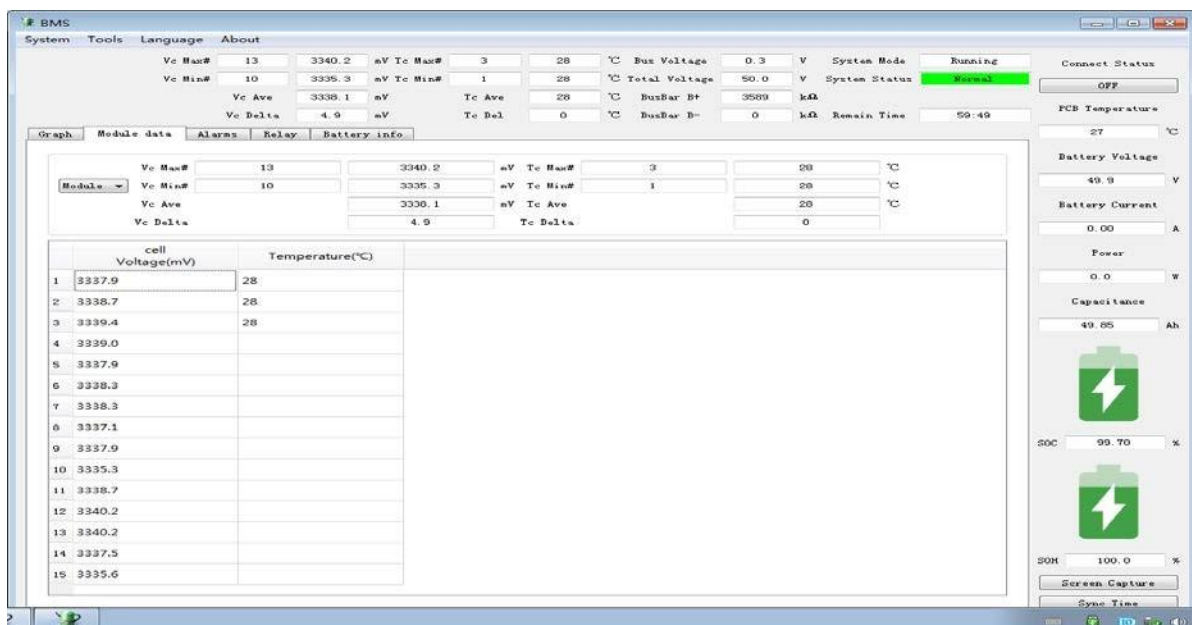 BMS
System Tools Language About
Vc Max# 13 3340.2 mV Tc Max# 3 28 ℃ Bus Voltage 0.3 V System Mode Running
Vc Min# 10 3335.3 mV Tc Min# 1 28 ℃ Total Voltage 50.0 V System Status Normal
Vc Ave 3338.1 mV Tc Ave 28 ℃ BusBar B+ 3589 kΩ
Vc Delta 4.9 mV Tc Del 0 ℃ BusBar B- 0 kΩ Remain Time 59:49
Graph Module data Alarms Relay Battery info
Vc Max# 13 3340.2 mV Tc Max# 3 28 ℃
Module Vc Min# 10 3335.3 mV Tc Min# 1 28 ℃
Vc Ave 3338.1 mV Tc Ave 28 ℃
Vc Delta 4.9 Tc Delta 0
cell
Voltage(mV) Temperature(℃)
1 3337.9 28
2 3338.7 28
3 3339.4 28
4 3339.0
5 3337.9
6 3338.3
7 3338.3
8 3337.1
9 3337.9
10 3335.3
11 3338.7
12 3340.2
13 3340.2
14 3337.5
15 3335.6
Connect Status
OFF
PCB Temperature
27 ℃
Battery Voltage
49.9 V
Battery Current
0.00 A
Power
0.0 W
Capacitance
49.85 Ah
SOC 99.70 %
SOH 100.0 %
Screen Capture
Sync Time